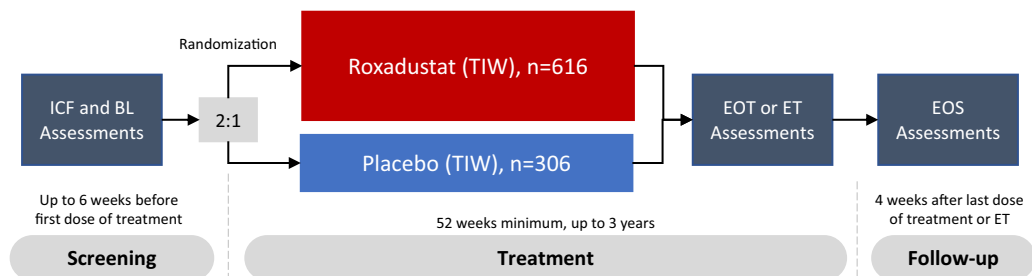 Randomization
Roxadustat (TIW), n=616
ICF and BL
Assessments
2:1
EOT or ET
Assessments
EOS
Assessments
Placebo (TIW), n=306
Up to 6 weeks before
first dose of treatment
52 weeks minimum, up to 3 years
4 weeks after last dose
of treatment or ET
Screening
Treatment
Follow-up